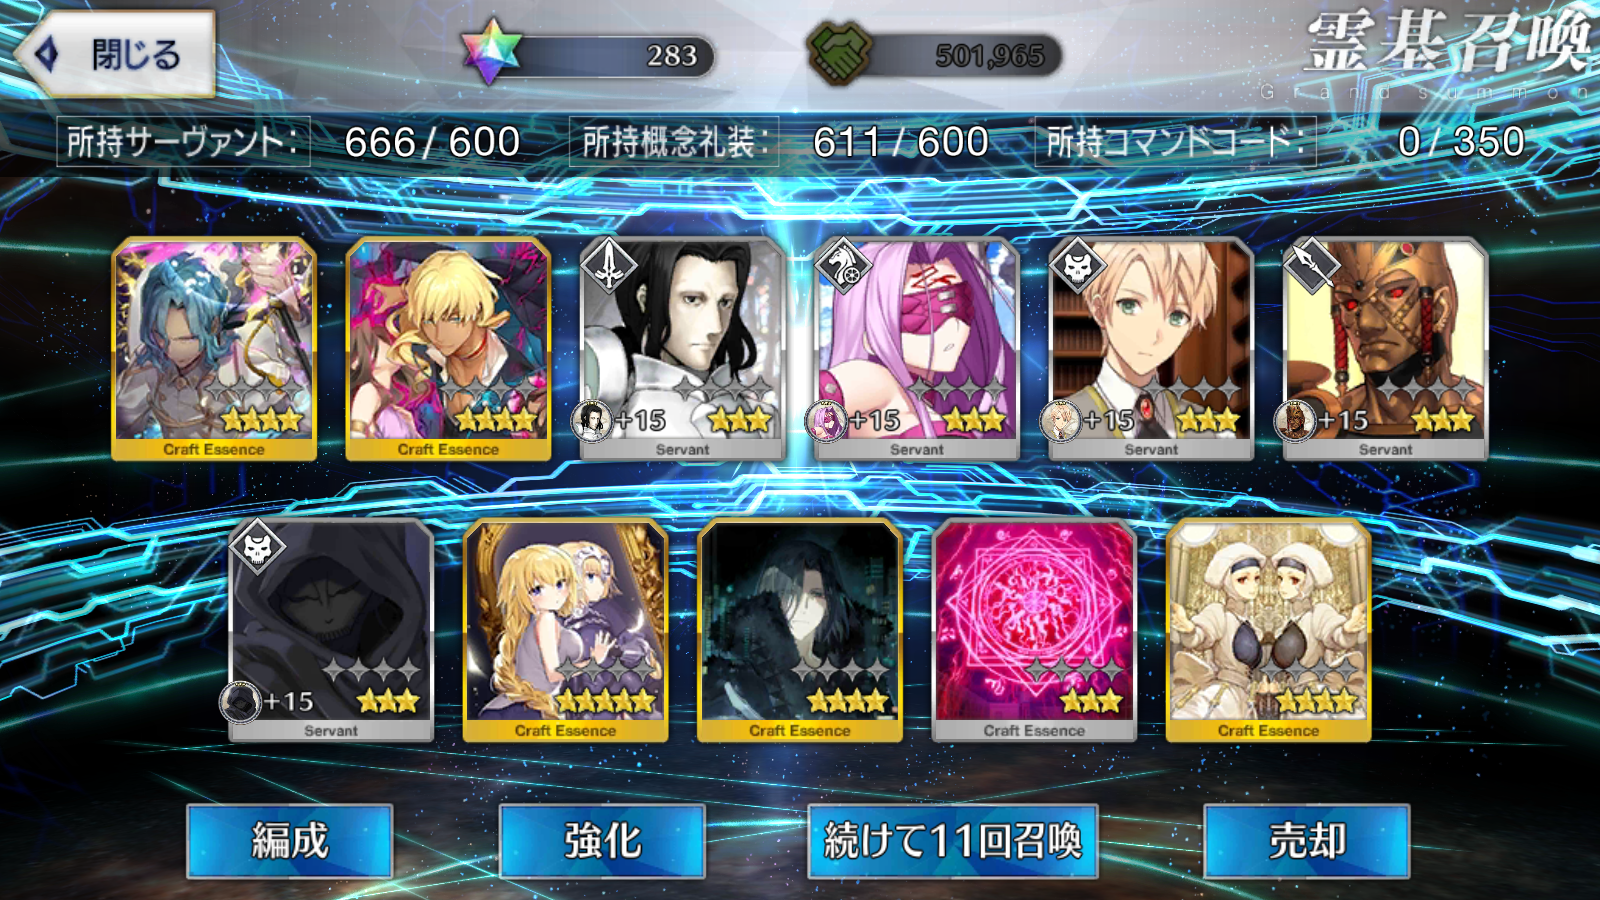 閉じる
283
501,965
霊基召喚
Grand summon
所持サーヴァント: 666 / 600
所持概念礼装: 611 / 600
所持コマンドコード: 0 / 350
Craft Essence
Craft Essence
+15
Servant
+15
Servant
+15
Servant
+15
Servant
+15
Servant
Craft Essence
Craft Essence
Craft Essence
Craft Essence
編成
強化
続けて11回召喚
売却